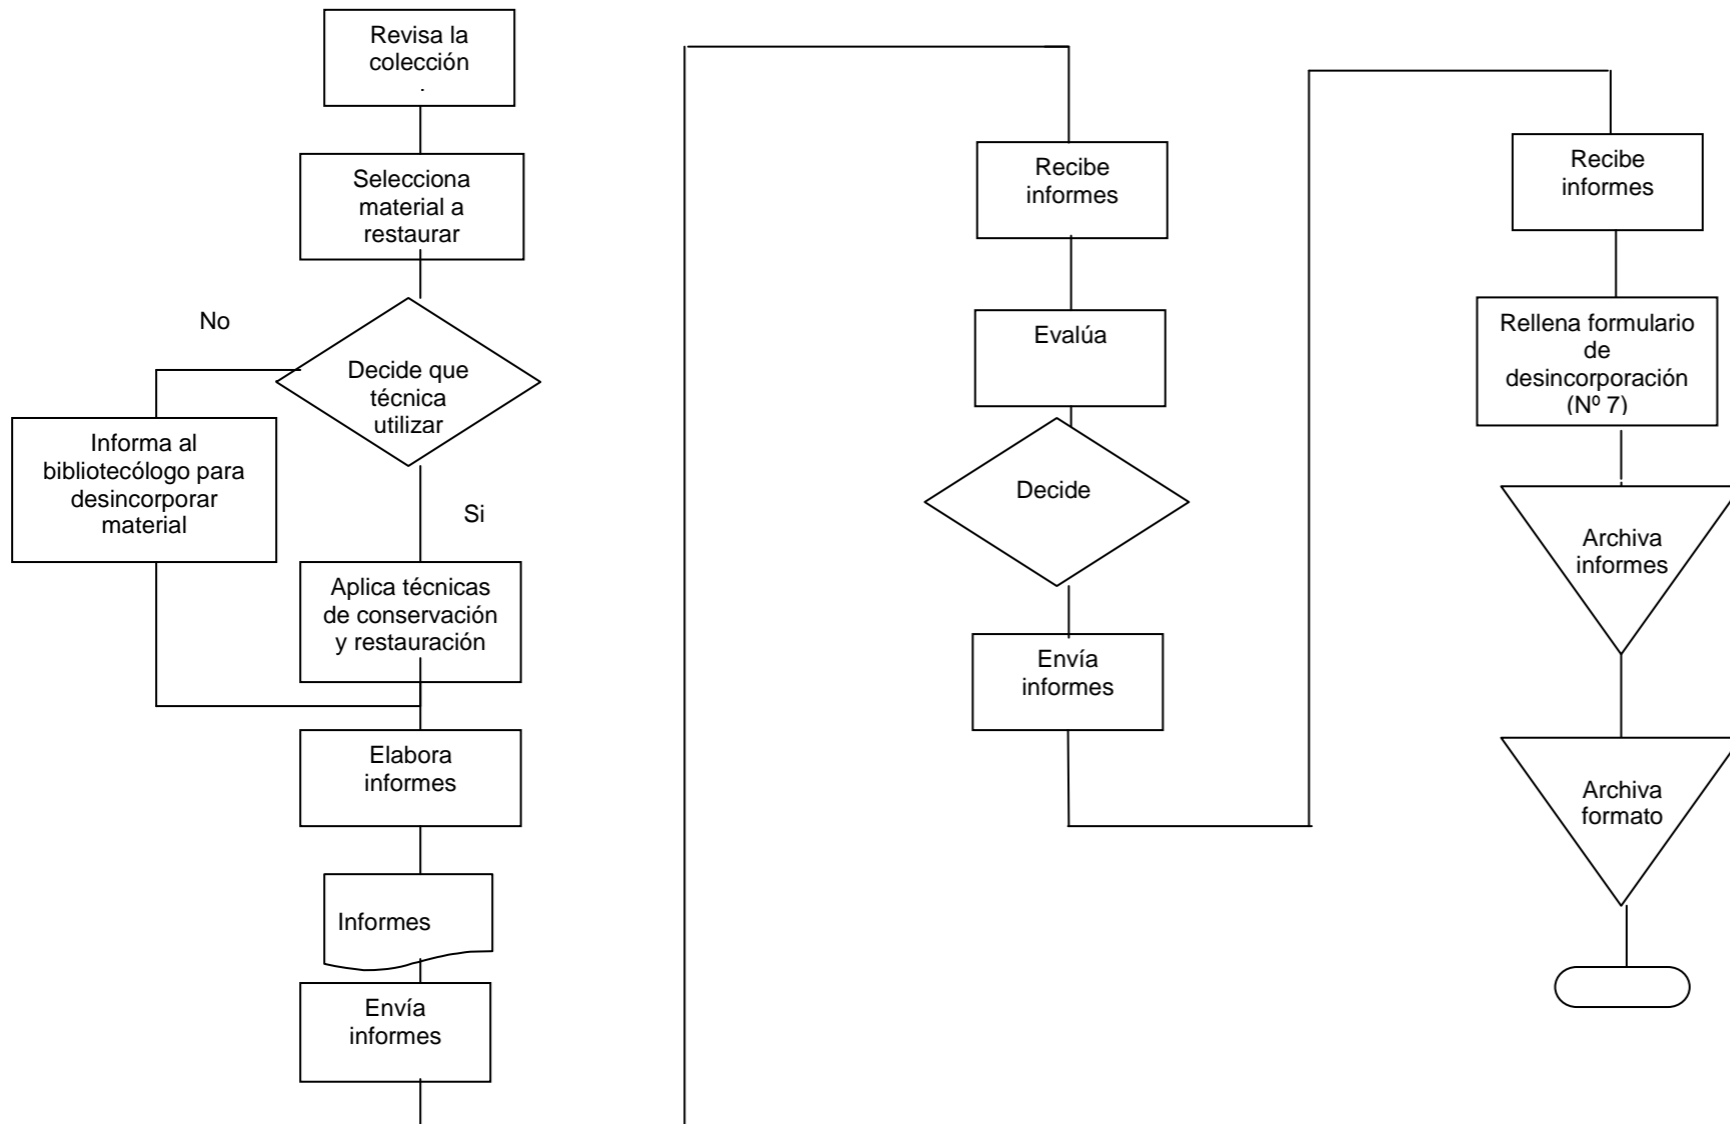 Revisa la
colección
.
Selecciona
material a
restaurar
No
Decide que
técnica
utilizar
Informa al
bibliotecólogo para
desincorporar
material
Si
Aplica técnicas
de conservación
y restauración
Elabora
informes
Informes
Envía
informes
Recibe
informes
Evalúa
Decide
Envía
informes
Recibe
informes
Rellena formulario
de
desincorporación
(Nº 7)
Archiva
informes
Archiva
formato